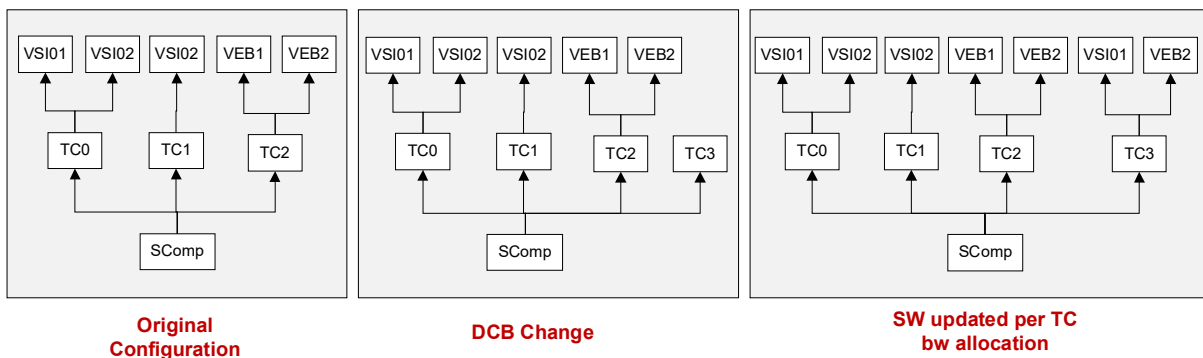 VSI01 VSI02 VSI02 VEB1 VEB2
TC0 TC1 TC2
SComp
Original
Configuration
VSI01 VSI02 VSI02 VEB1 VEB2
TC0 TC1 TC2 TC3
SComp
DCB Change
VSI01 VSI02 VSI02 VEB1 VEB2 VSI01 VEB2
TC0 TC1 TC2 TC3
SComp
SW updated per TC
bw allocation